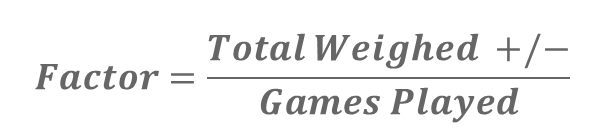 Total Weighed +/−
Factor =
Games Played